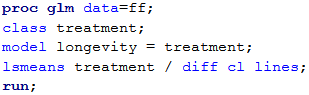 proc glm data=ff;
class treatment;
model longevity = treatment;
lsmeans treatment / diff cl lines;
run;